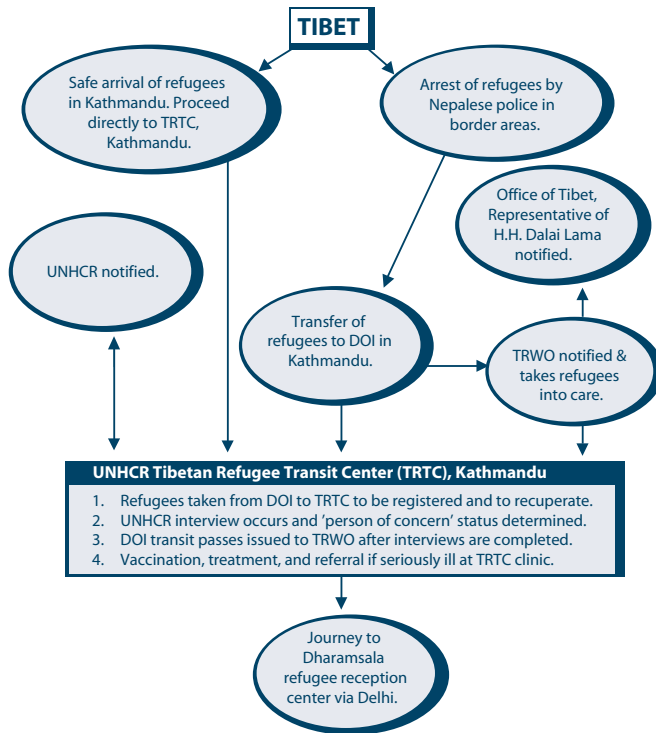 TIBET
Safe arrival of refugees
in Kathmandu. Proceed
directly to TRTC,
Kathmandu.
Arrest of refugees by
Nepalese police in
border areas.
Office of Tibet,
Representative of
H.H. Dalai Lama
notified.
UNHCR notified.
Transfer of
refugees to DOI in
Kathmandu.
TRWO notified &
takes refugees
into care.
UNHCR Tibetan Refugee Transit Center (TRTC), Kathmandu
1. Refugees taken from DOI to TRTC to be registered and to recuperate.
2. UNHCR interview occurs and ‘person of concern’ status determined.
3. DOI transit passes issued to TRWO after interviews are completed.
4. Vaccination, treatment, and referral if seriously ill at TRTC clinic.
Journey to
Dharamsala
refugee reception
center via Delhi.